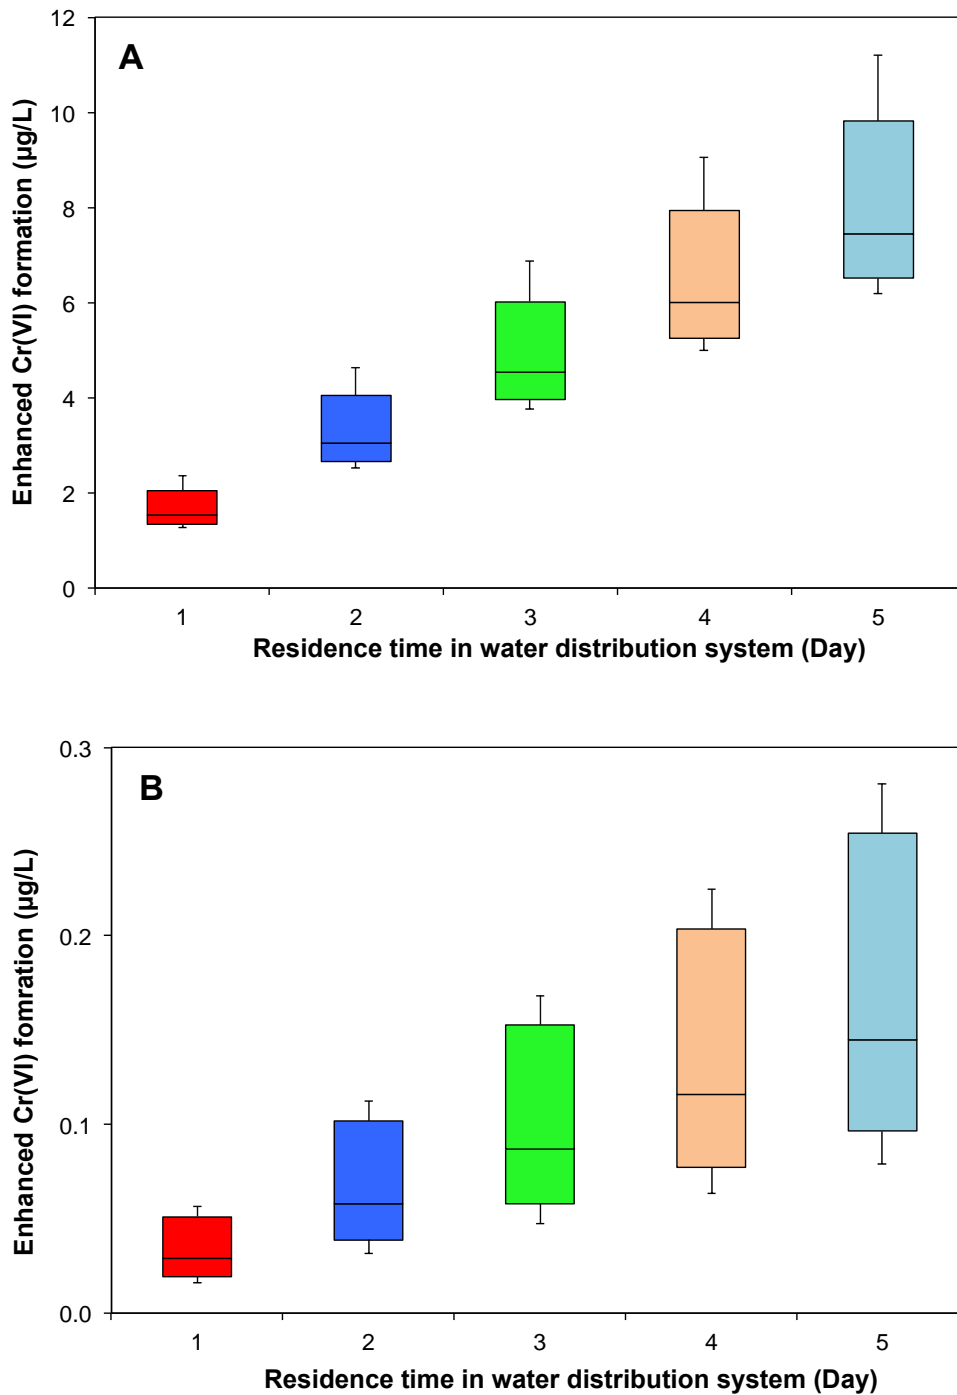 A
Enhanced Cr(VI) formation (µg/L)
12
10
8
6
4
2
0
1 2 3 4 5
Residence time in water distribution system (Day)
B
Enhanced Cr(VI) fomration (µg/L)
0.3
0.2
0.1
0.0
1 2 3 4 5
Residence time in water distribution system (Day)